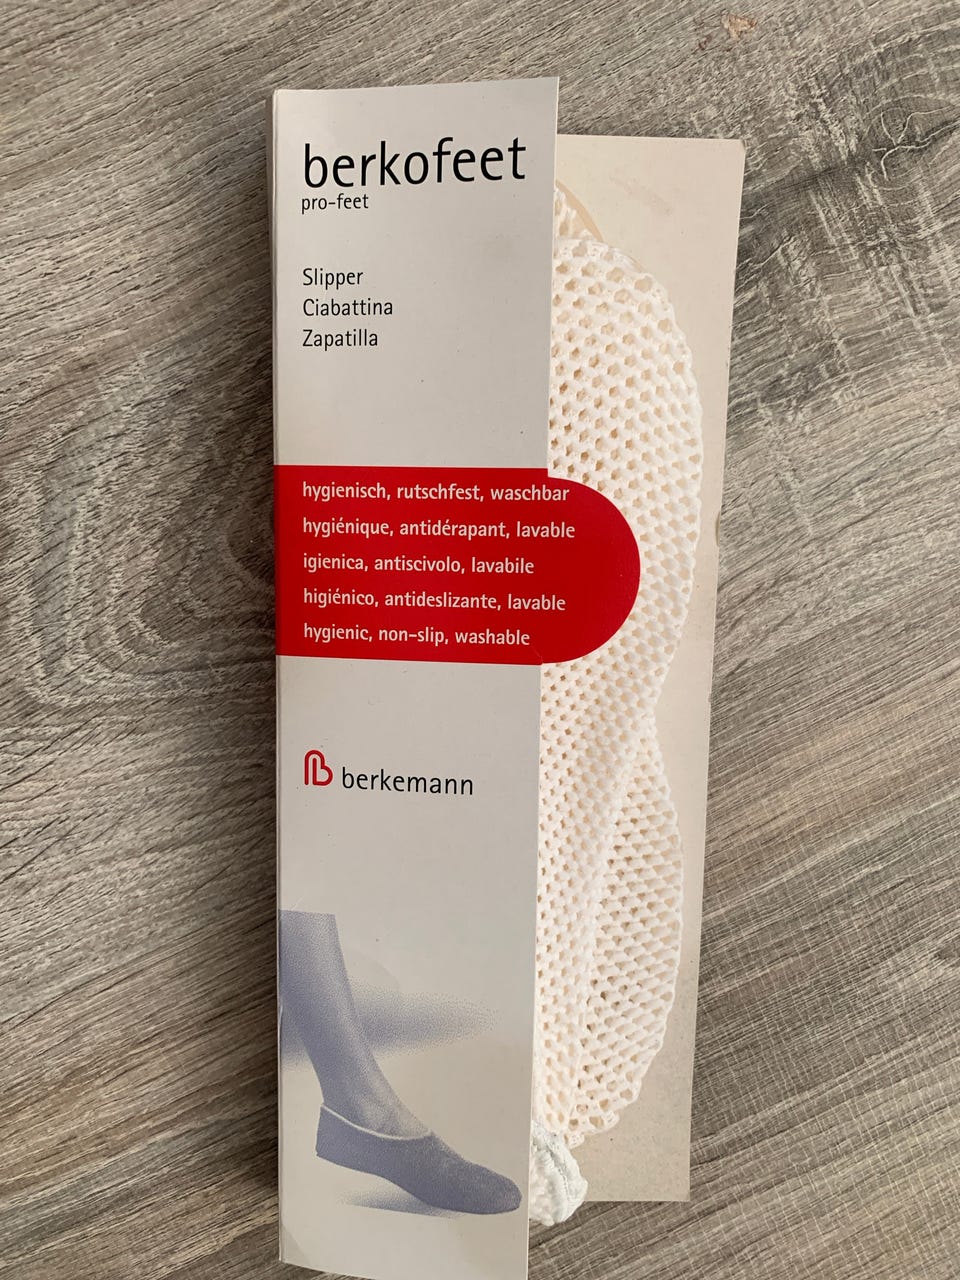 berkofeet
pro-feet
Slipper
Ciabattina
Zapatilla
hygienisch, rutschfest, waschbar
hygiénique, antidérapant, lavable
igienica, antiscivolo, lavabile
higiénico, antideslizante, lavable
hygienic, non-slip, washable
berkemann